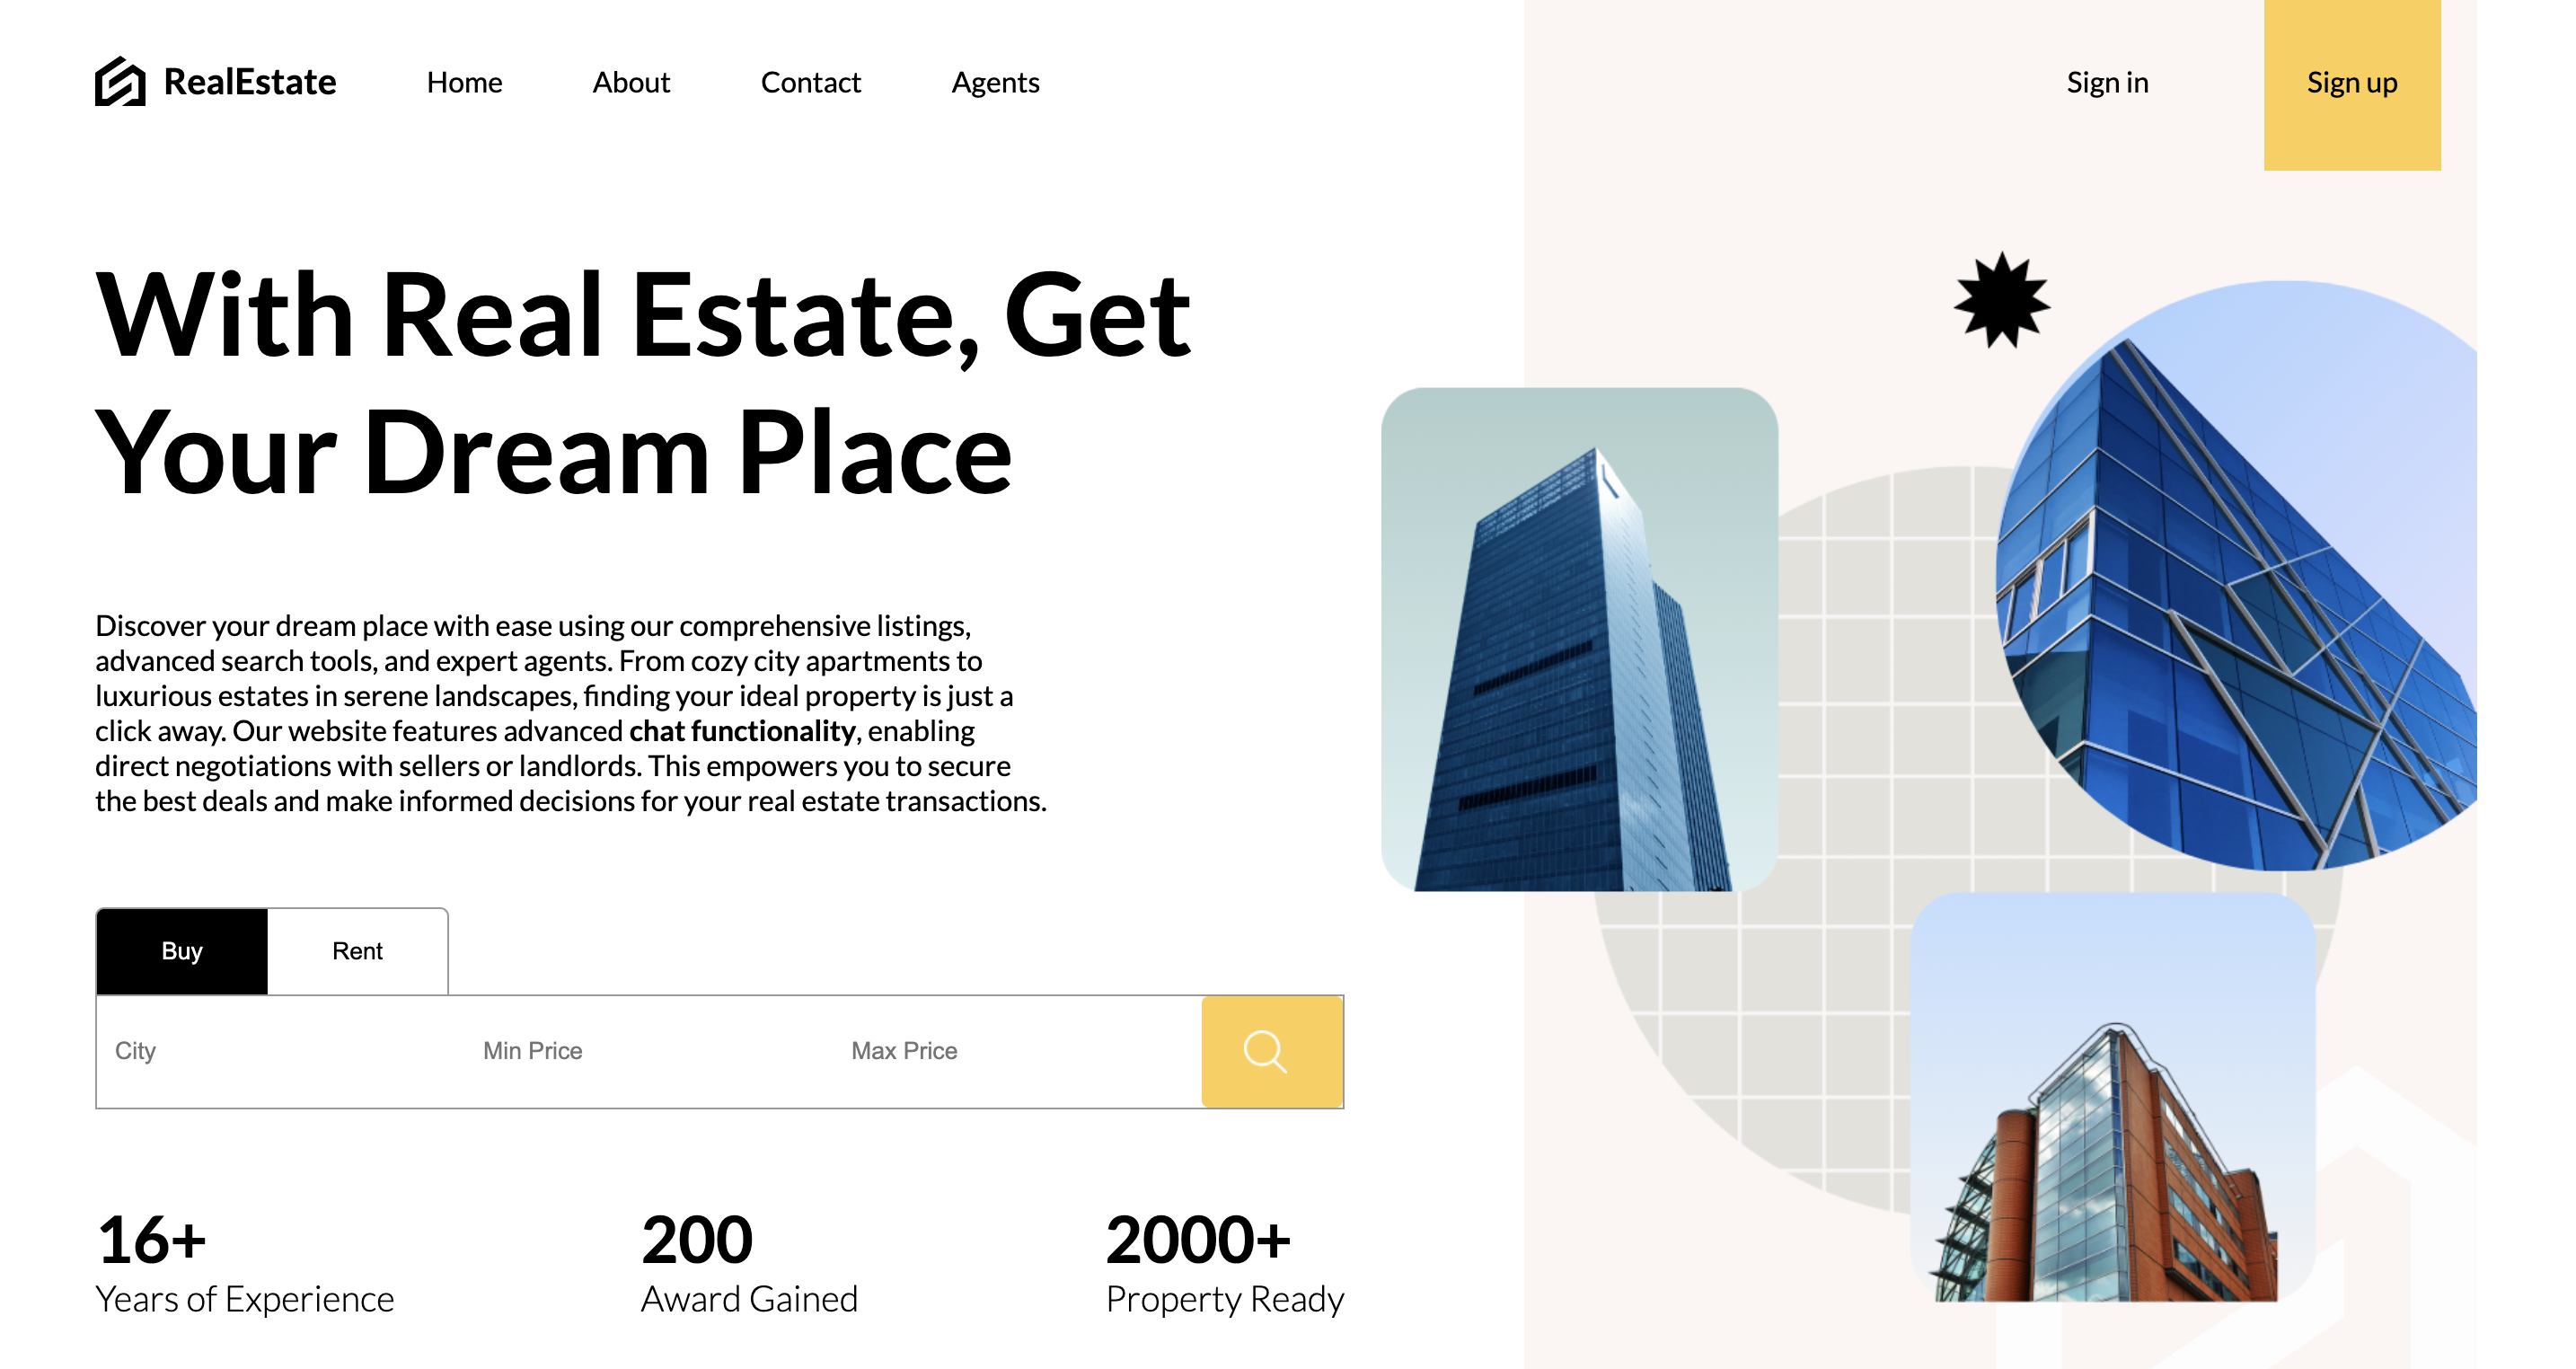 RealEstate Home About Contact Agents Sign in Sign up
With Real Estate, Get
Your Dream Place
Discover your dream place with ease using our comprehensive listings,
advanced search tools, and expert agents. From cozy city apartments to
luxurious estates in serene landscapes, finding your ideal property is just a
click away. Our website features advanced chat functionality, enabling
direct negotiations with sellers or landlords. This empowers you to secure
the best deals and make informed decisions for your real estate transactions.
Buy Rent
City Min Price Max Price
16+ 200 2000+
Years of Experience Award Gained Property Ready